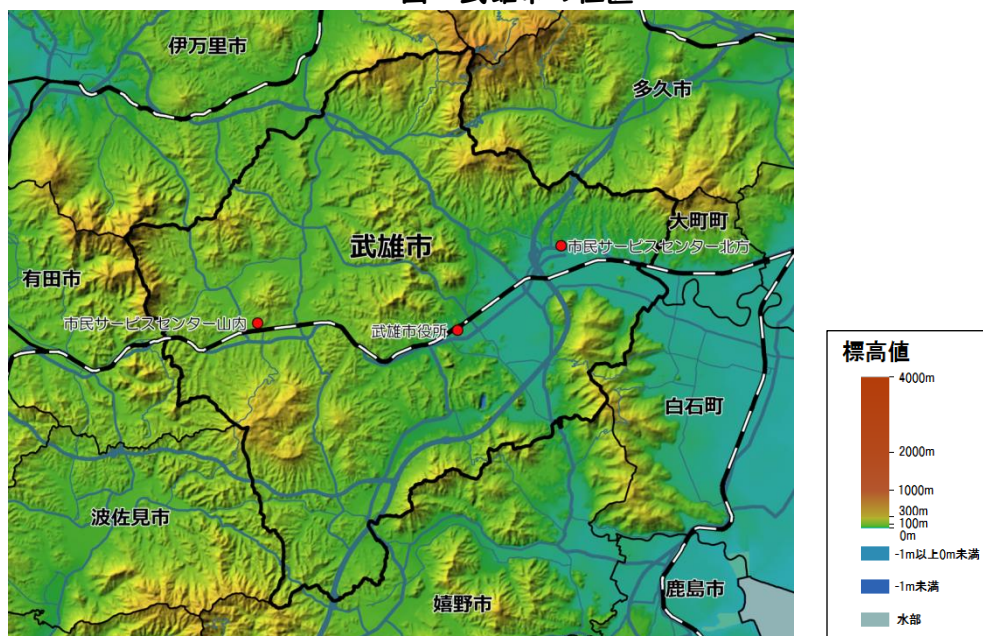 伊万里市
多久市
大町町
武雄市
市民サービスセンター北方
有田市
市民サービスセンター山内
武雄市役所
白石町
波佐見市
嬉野市
鹿島市
標高値
4000m
2000m
1000m
300m
100m
0m
-1m以上0m未満
-1m未満
水部